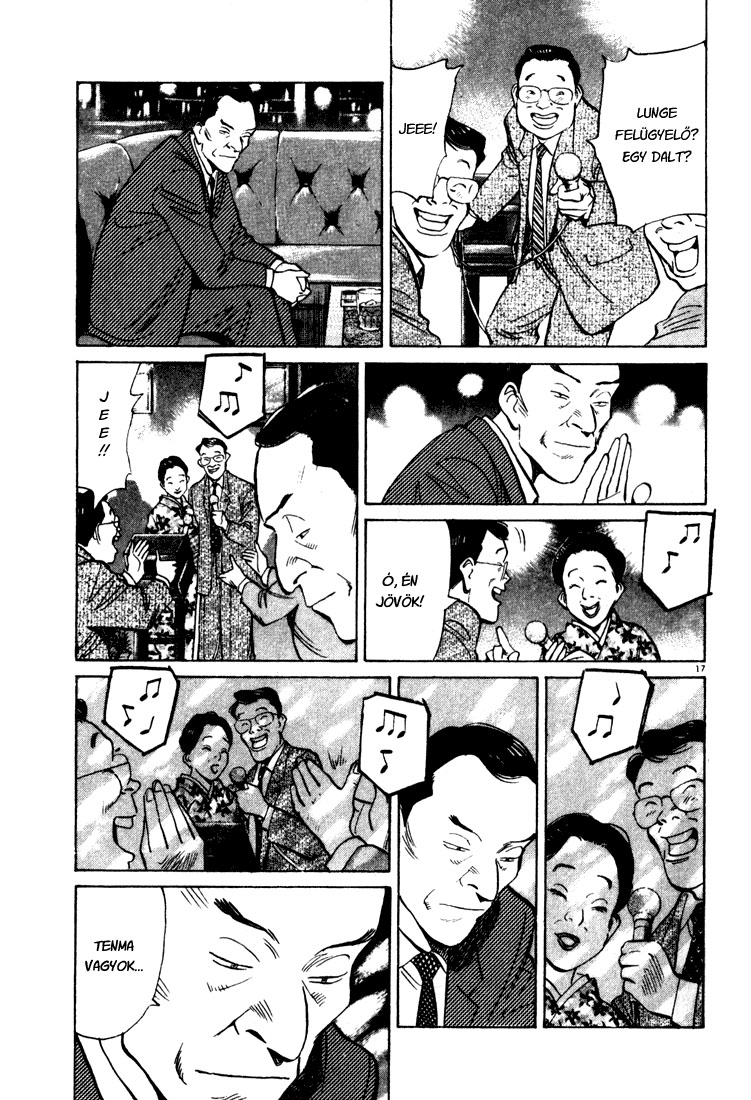 LUNGE
FELÜGYELŐ?
EGY DALT?
JEEE!
Ó, ÉN
JÖVÖK!
J
E
E
!!
17
TENMA
VAGYOK...